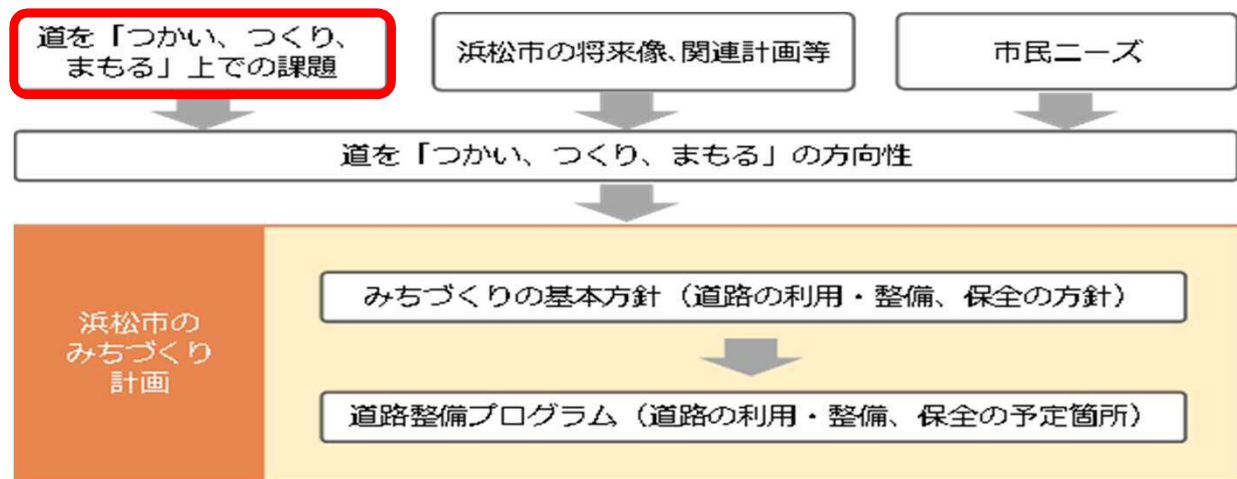 道を「つかい、つくり、
まもる」上での課題
浜松市の将来像、関連計画等
市民ニーズ
道を「つかい、つくり、まもる」の方向性
浜松市の
みちづくり
計画
みちづくりの基本方針（道路の利用・整備、保全の方針）
道路整備プログラム（道路の利用・整備、保全の予定箇所）